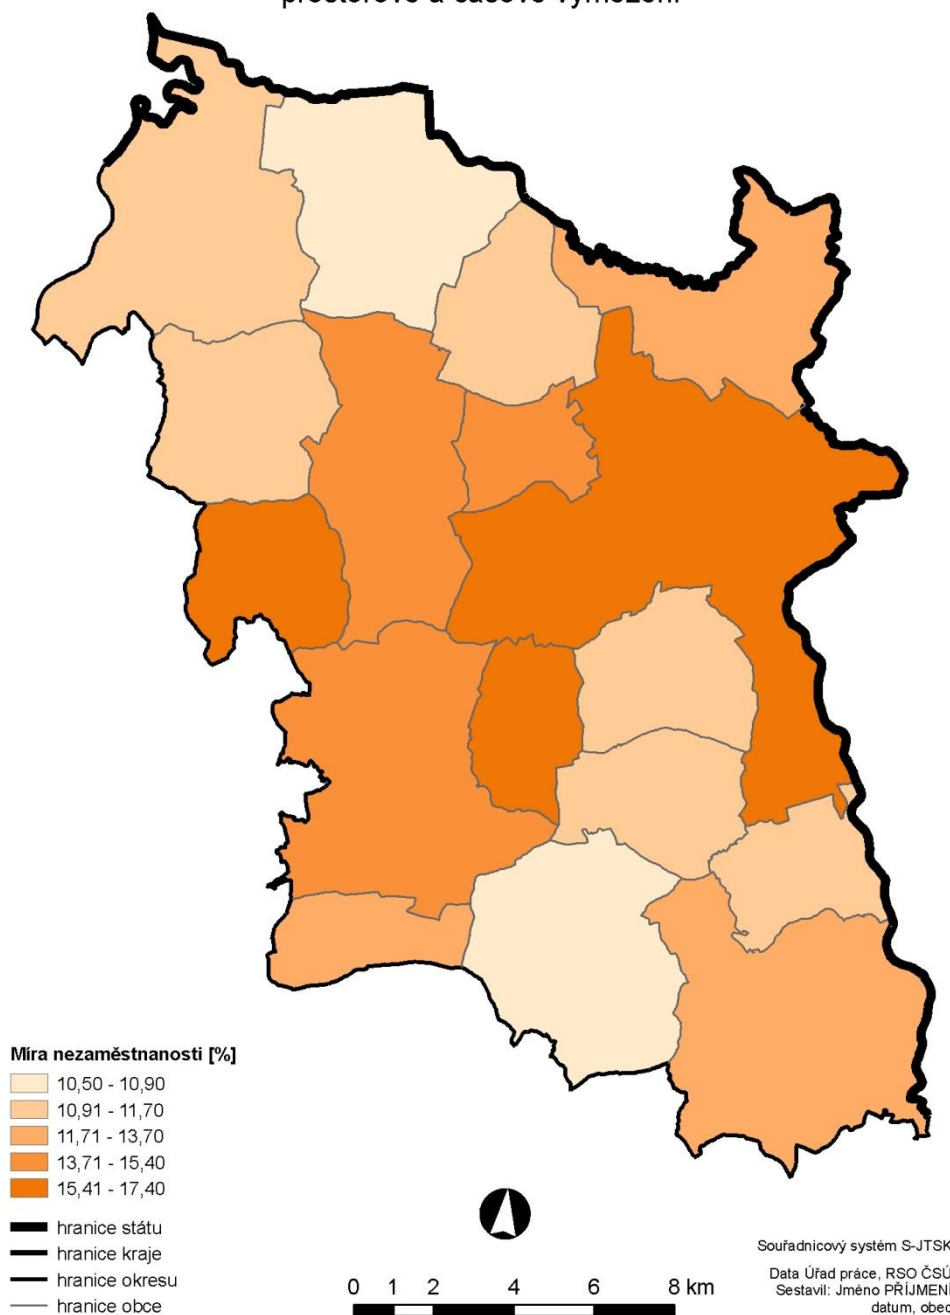 prostorové a časové vymezení
Míra nezaměstnanosti [%]
10,50 - 10,90
10,91 - 11,70
11,71 - 13,70
13,71 - 15,40
15,41 - 17,40
hranice státu
hranice kraje
hranice okresu
hranice obce
0 1 2 4 6 8 km
Souřadnicový systém S-JTSK
Data Úřad práce, RSO ČSÚ
Sestavil: Jméno PŘÍJMENÍ
datum, obec